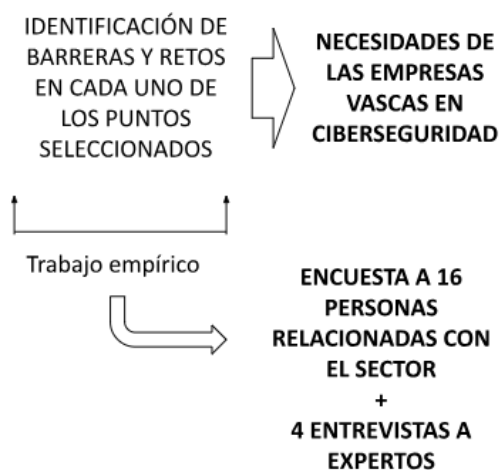 IDENTIFICACIÓN DE
BARRERAS Y RETOS
EN CADA UNO DE
LOS PUNTOS
SELECCIONADOS
NECESIDADES DE
LAS EMPRESAS
VASCAS EN
CIBERSEGURIDAD
Trabajo empírico
ENCUESTA A 16
PERSONAS
RELACIONADAS CON
EL SECTOR
+
4 ENTREVISTAS A
EXPERTOS